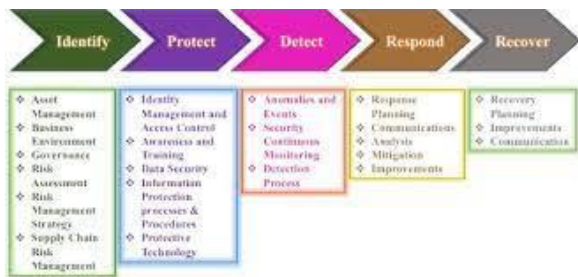 Identify
Protect
Detect
Respond
Recover
❖ Asset
Management
❖ Business
Environment
❖ Governance
❖ Risk
Assessment
❖ Risk
Management
Strategy
❖ Supply Chain
Risk
Management
❖ Identity
Management and
Access Control
❖ Awareness and
Training
❖ Data Security
❖ Information
Protection
processes &
Procedures
❖ Protective
Technology
❖ Anomalies and
Events
❖ Security
Continuous
Monitoring
❖ Detection
Process
❖ Response
Planning
❖ Communications
❖ Analysis
❖ Mitigation
❖ Improvements
❖ Recovery
Planning
❖ Improvements
❖ Communication